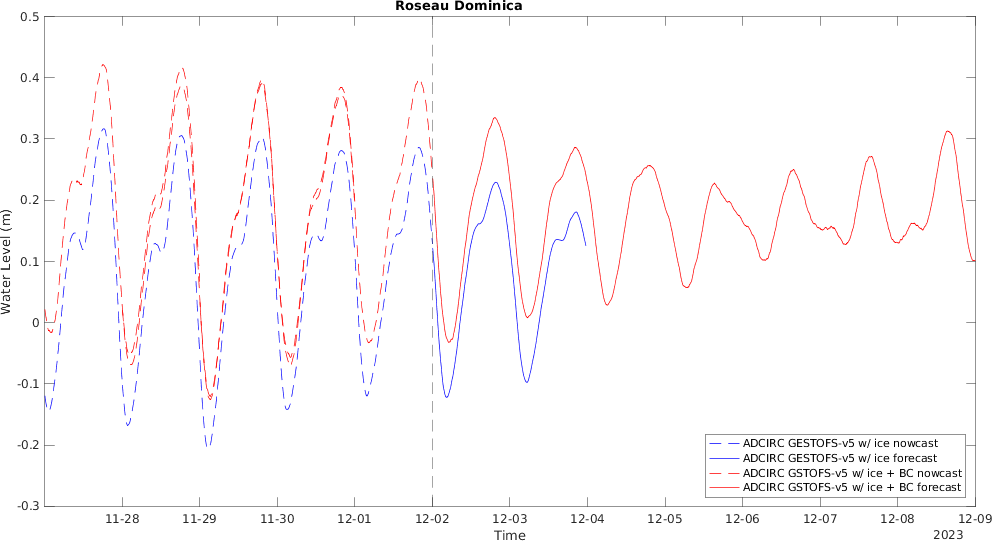 Roseau Dominica
0.5
0.4
0.3
0.2
0.1
0
-0.1
-0.2
-0.3
Water Level (m)
ADCIRC GESTOFS-v5 w/ ice nowcast
ADCIRC GESTOFS-v5 w/ ice forecast
ADCIRC GSTOFS-v5 w/ ice + BC nowcast
ADCIRC GSTOFS-v5 w/ ice + BC forecast
11-28 11-29 11-30 12-01 12-02 12-03 12-04 12-05 12-06 12-07 12-08 12-09
Time
2023